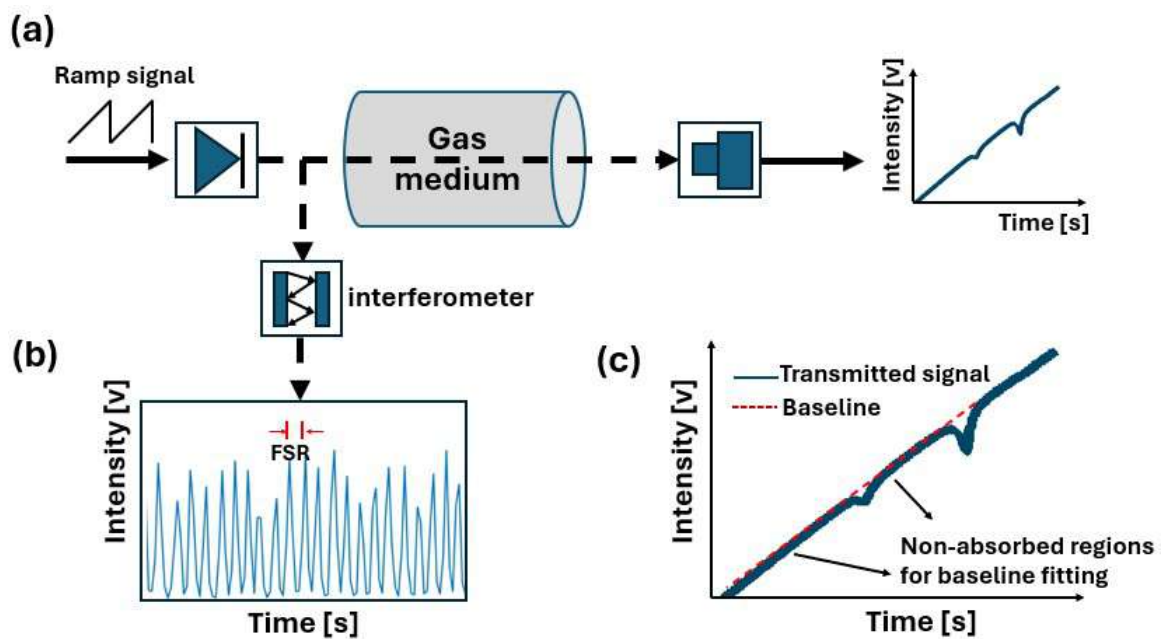 (a)
Ramp signal
Gas
medium
Intensity [v]
Time [s]
interferometer
(b)
Intensity [v]
FSR
Time [s]
(c)
Intensity [v]
Transmitted signal
Baseline
Non-absorbed regions
for baseline fitting
Time [s]